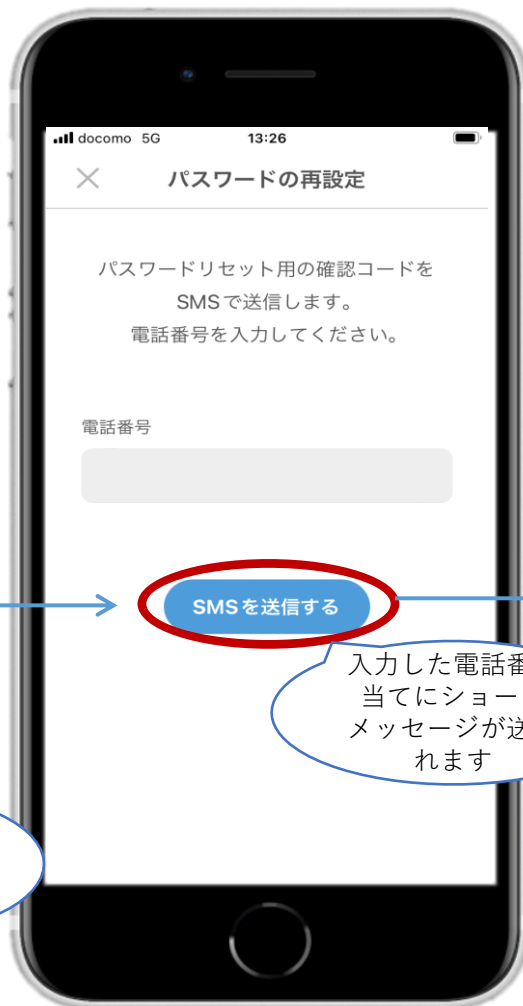 docomo 5G 13:26
パスワードの再設定
パスワードリセット用の確認コードを
SMSで送信します。
電話番号を入力してください。
電話番号
SMSを送信する
入力した電話番
当てにショー
メッセージが送
れます